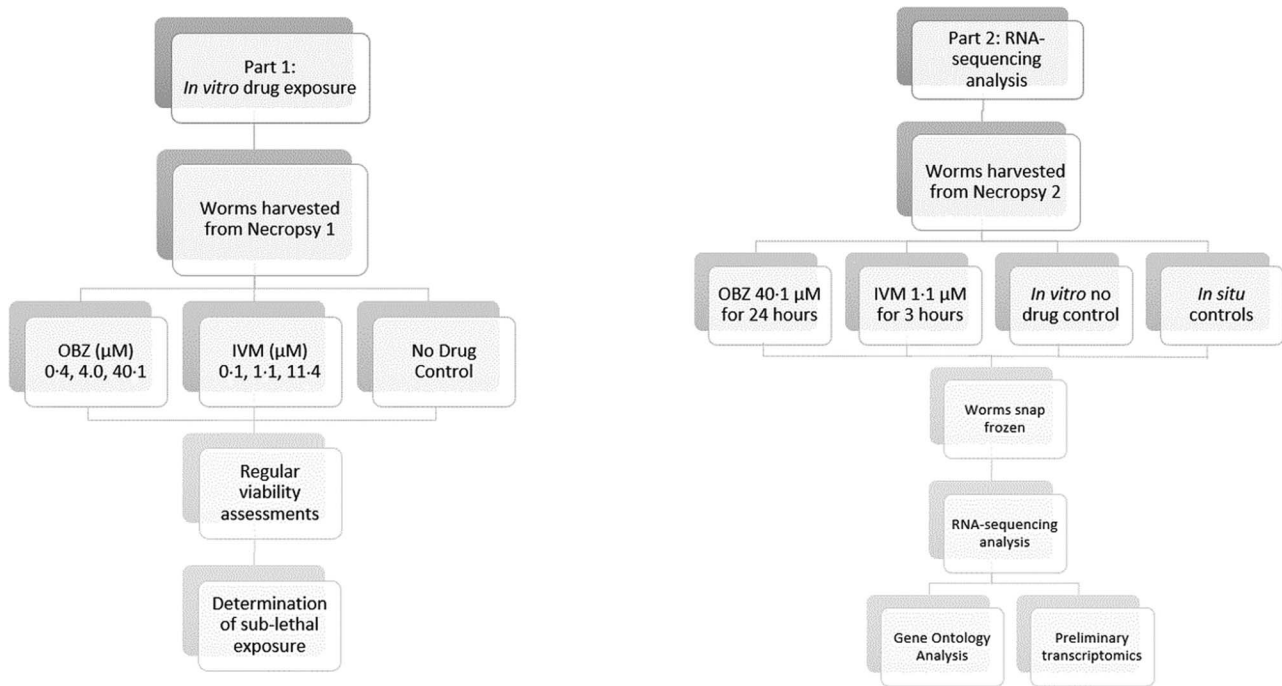 Part 1:
In vitro drug exposure
Worms harvested
from Necropsy 1
OBZ (µM)
0·4, 4.0, 40·1
IVM (µM)
0·1, 1·1, 11·4
No Drug
Control
Regular
viability
assessments
Determination
of sub-lethal
exposure
Part 2: RNA-
sequencing
analysis
Worms harvested
from Necropsy 2
OBZ 40·1 µM
for 24 hours
IVM 1·1 µM
for 3 hours
In vitro no
drug control
In situ
controls
Worms snap
frozen
RNA-sequencing
analysis
Gene Ontology
Analysis
Preliminary
transcriptomics